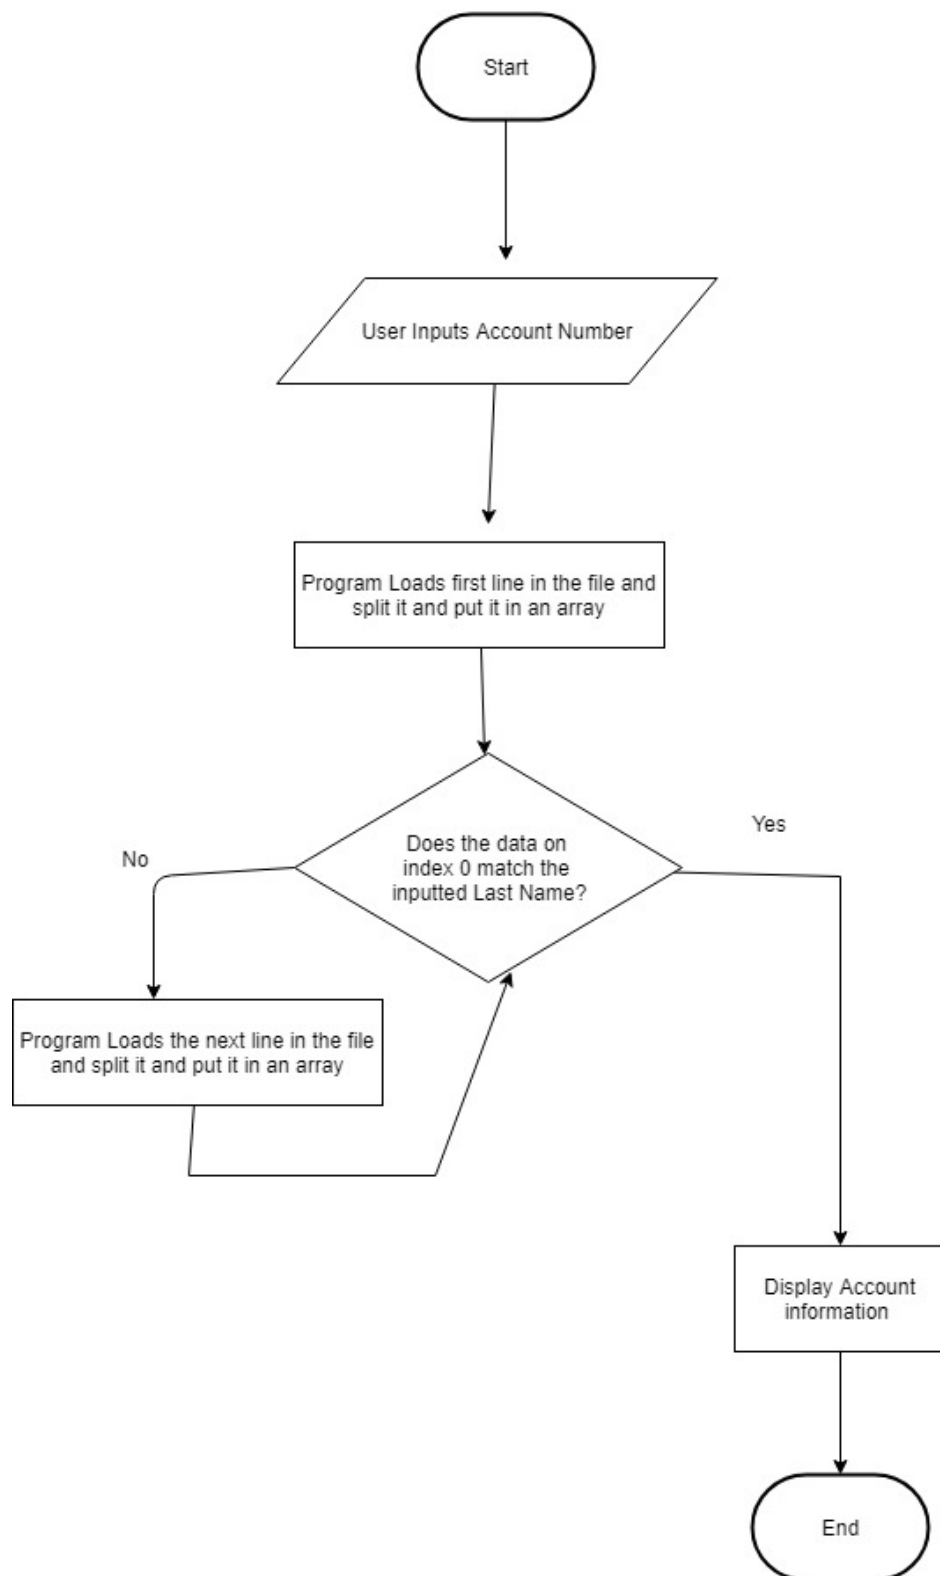 Start
User Inputs Account Number
Program Loads first line in the file and
split it and put it in an array
Does the data on
index 0 match the
inputted Last Name?
Yes
No
Program Loads the next line in the file
and split it and put it in an array
Display Account
information
End